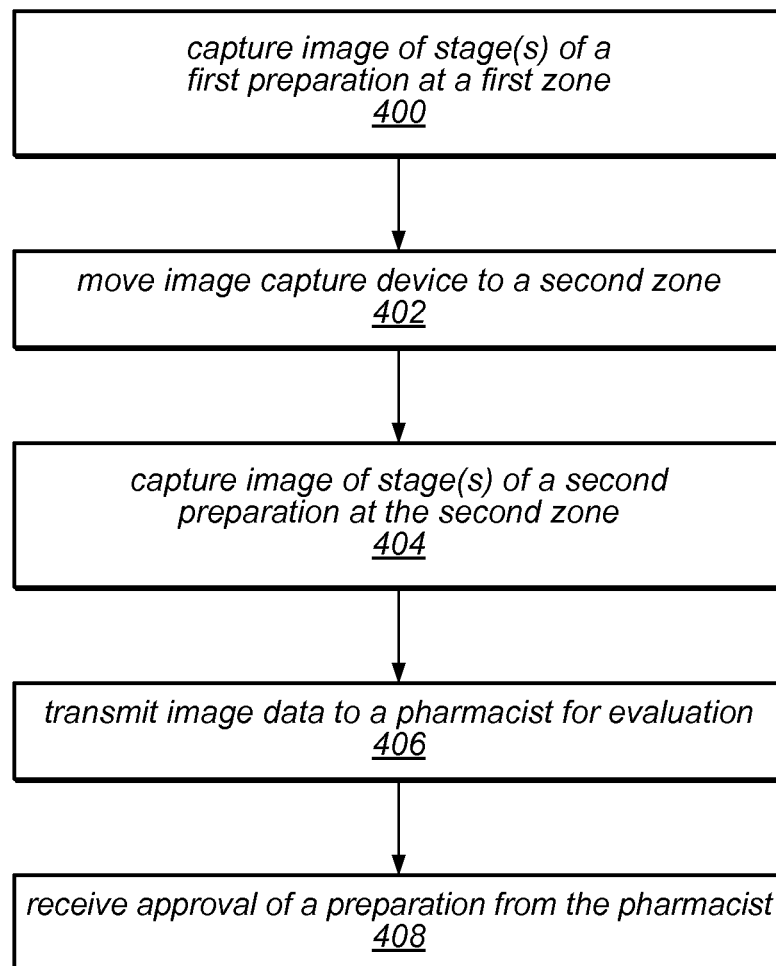 capture image of stage(s) of a
first preparation at a first zone
400
move image capture device to a second zone
402
capture image of stage(s) of a second
preparation at the second zone
404
transmit image data to a pharmacist for evaluation
406
receive approval of a preparation from the pharmacist
408